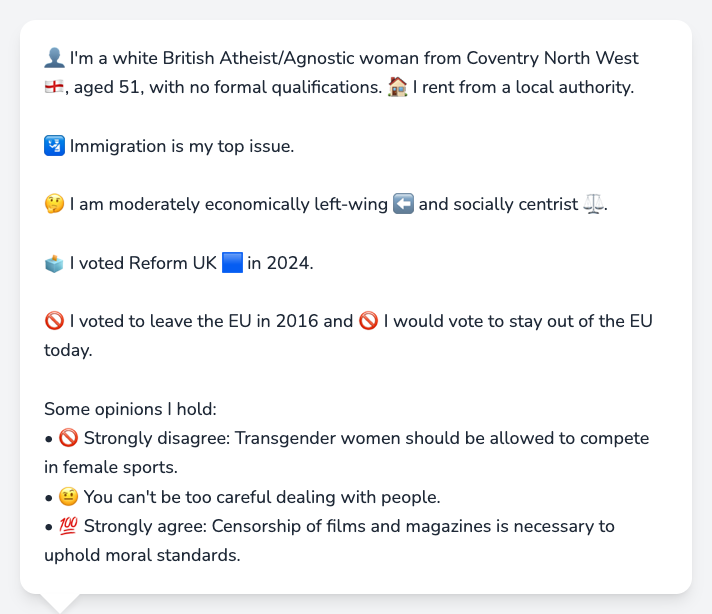 👤 I'm a white British Atheist/Agnostic woman from Coventry North West
🏴󠁧󠁢󠁥󠁮󠁧󠁿, aged 51, with no formal qualifications. 🏠 I rent from a local authority.
🛂 Immigration is my top issue.
🤔 I am moderately economically left-wing ⬅️ and socially centrist ⚖️.
🗳️ I voted Reform UK 🟦 in 2024.
🚫 I voted to leave the EU in 2016 and 🚫 I would vote to stay out of the EU
today.
Some opinions I hold:
• 🚫 Strongly disagree: Transgender women should be allowed to compete
in female sports.
• 🤨 You can't be too careful dealing with people.
• 💯 Strongly agree: Censorship of films and magazines is necessary to
uphold moral standards.